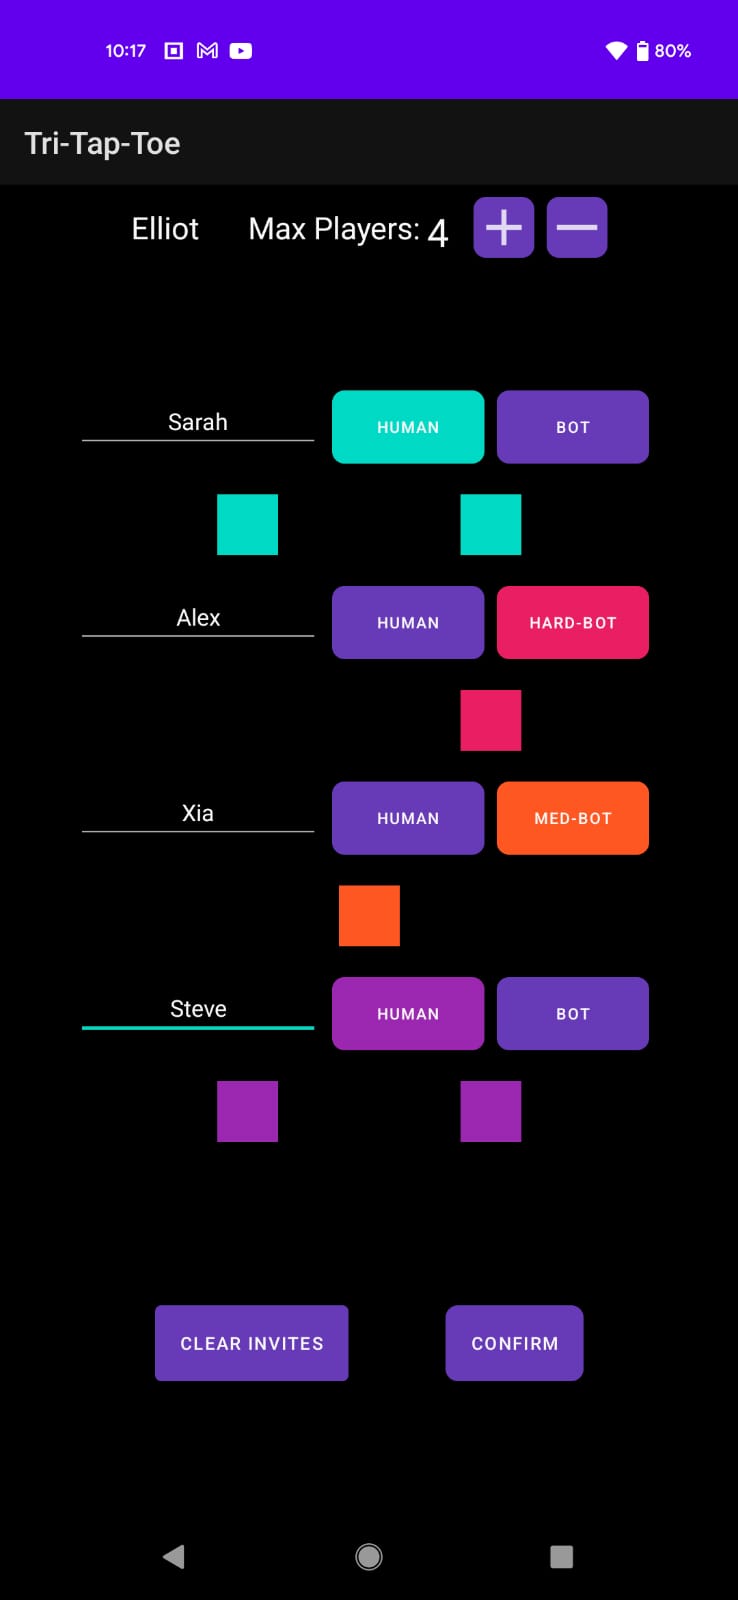 10:17 80%
Tri-Tap-Toe
Elliot Max Players: 4
Sarah HUMAN BOT
Alex HUMAN HARD-BOT
Xia HUMAN MED-BOT
Steve HUMAN BOT
CLEAR INVITES CONFIRM